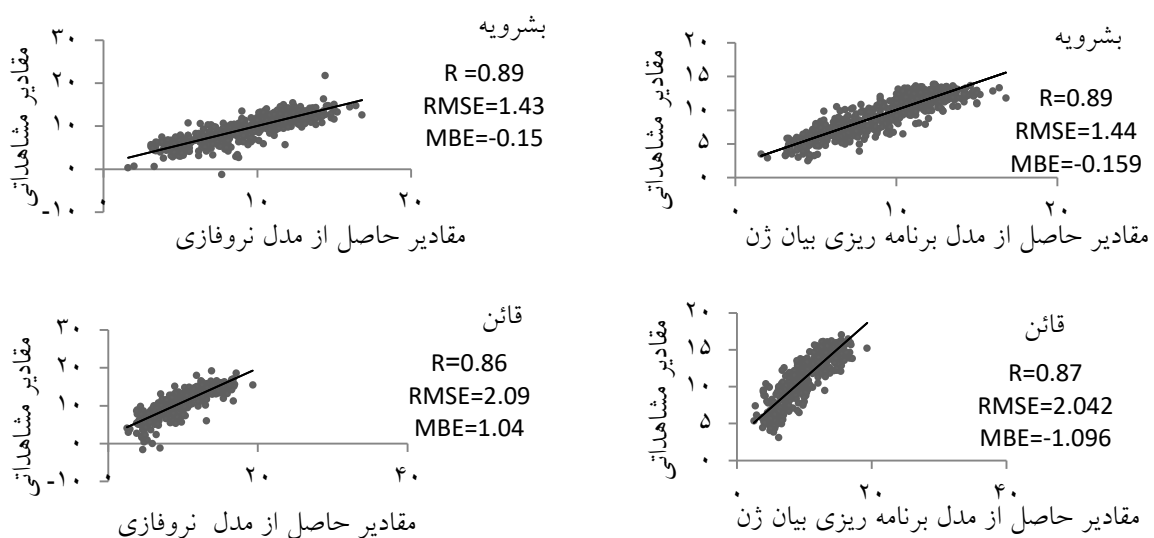 بشرویه
R=0.89
RMSE=1.44
MBE=-0.159
مقادیر مشاهداتی
۲۰
۱۵
۱۰
۵
۰
۰ ۱۰ ۲۰
مقادیر حاصل از مدل برنامه ریزی بیان ژن
بشرویه
R =0.89
RMSE=1.43
MBE=-0.15
مقادیر مشاهداتی
۳۰
۲۰
۱۰
۰
-۱۰
۰ ۱۰ ۲۰
مقادیر حاصل از مدل نروفازی
قائن
R=0.87
RMSE=2.042
MBE=-1.096
مقادیر مشاهداتی
۲۰
۱۵
۱۰
۵
۰
۰ ۲۰ ۴۰
مقادیر حاصل از مدل برنامه ریزی بیان ژن
قائن
R=0.86
RMSE=2.09
MBE=1.04
مقادیر مشاهداتی
۳۰
۲۰
۱۰
۰
-۱۰
۰ ۲۰ ۴۰
مقادیر حاصل از مدل نروفازی